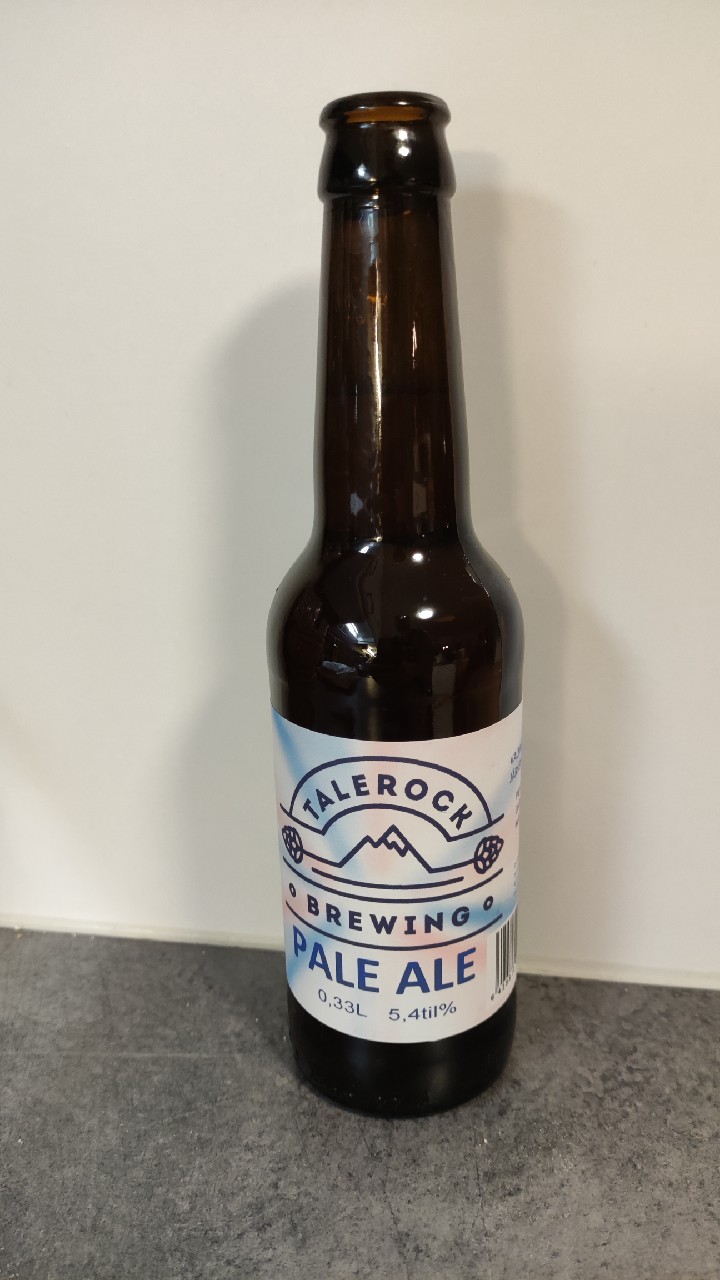 TALEROCK
BREWING
PALE ALE
0,33L 5,4til%